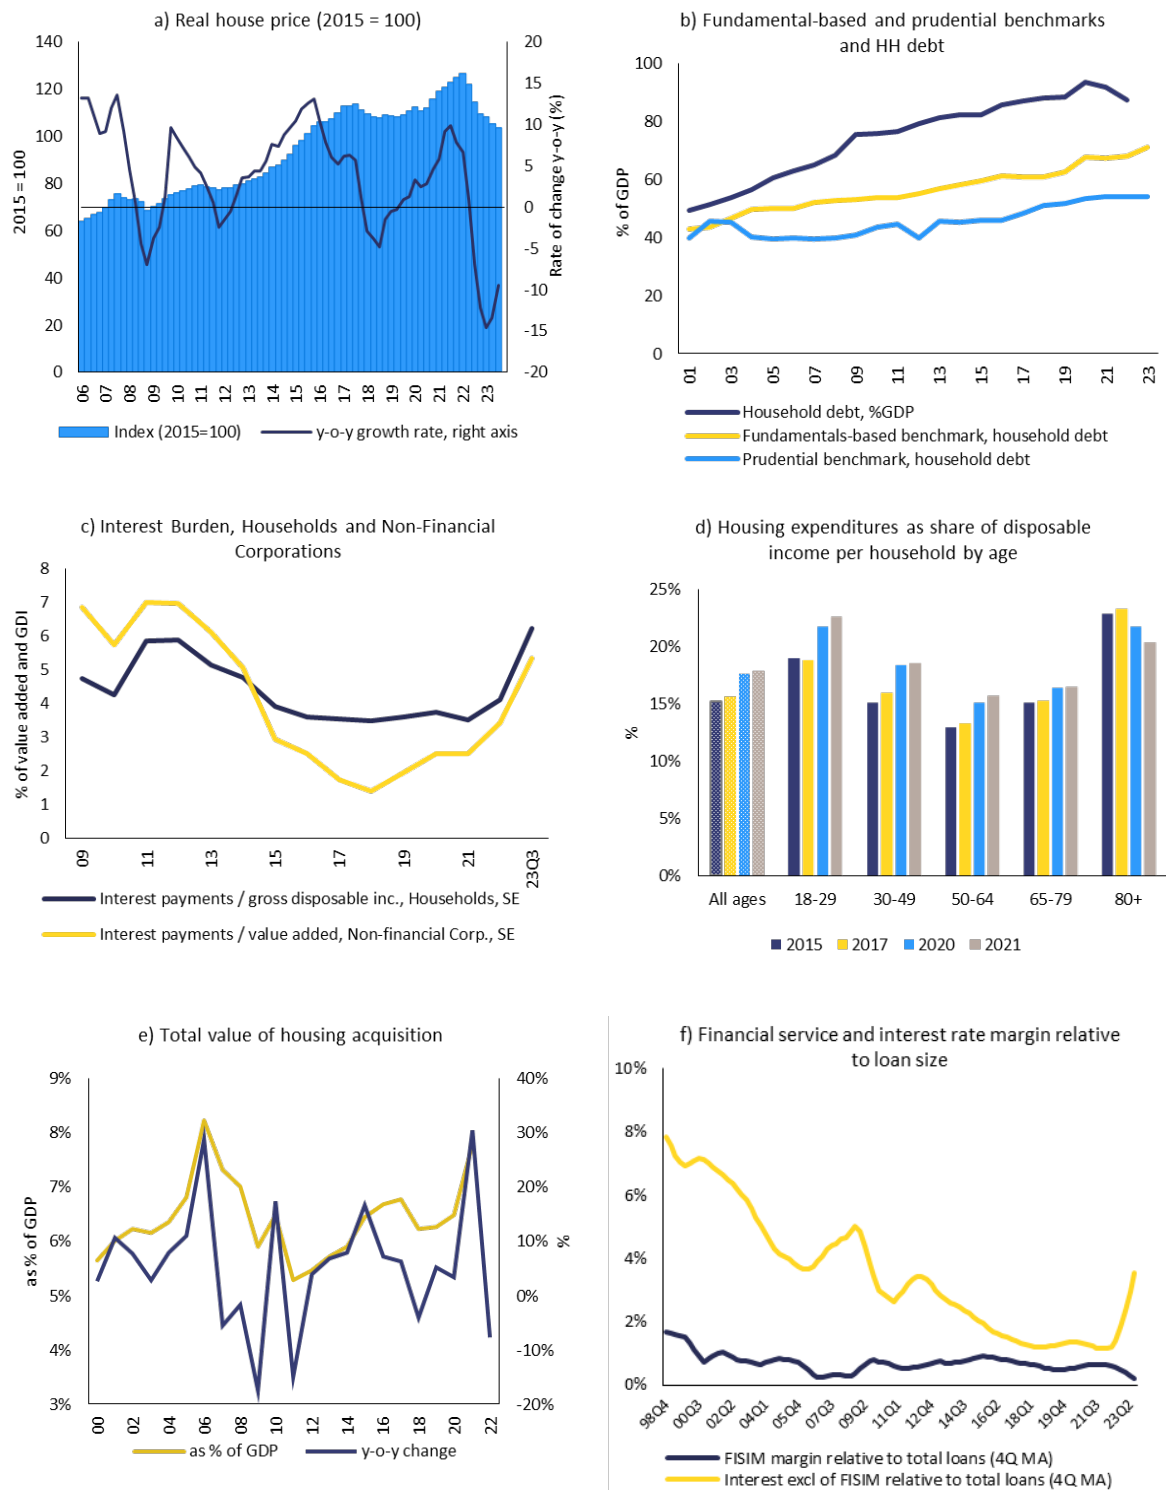 a) Real house price (2015 = 100)
140
120
100
80
60
40
20
0
2015 = 100
20
15
10
5
0
-5
-10
-15
-20
Rate of change y-o-y (%)
06 07 08 09 10 11 12 13 14 15 16 17 18 19 20 21 22 23
Index (2015=100) y-o-y growth rate, right axis
b) Fundamental-based and prudential benchmarks
and HH debt
100
80
60
40
20
0
% of GDP
01 03 05 07 09 11 13 15 17 19 21 23
Household debt, %GDP
Fundamentals-based benchmark, household debt
Prudential benchmark, household debt
c) Interest Burden, Households and Non-Financial
Corporations
8
7
6
5
4
3
2
1
0
% of value added and GDI
09 11 13 15 17 19 21 23Q3
Interest payments / gross disposable inc., Households, SE
Interest payments / value added, Non-financial Corp., SE
d) Housing expenditures as share of disposable
income per household by age
25%
20%
15%
10%
5%
0%
%
All ages 18-29 30-49 50-64 65-79 80+
2015 2017 2020 2021
e) Total value of housing acquisition
9%
8%
7%
6%
5%
4%
3%
as % of GDP
40%
30%
20%
10%
0%
-10%
-20%
%
00 02 04 06 08 10 12 14 16 18 20 22
as % of GDP y-o-y change
f) Financial service and interest rate margin relative
to loan size
10%
8%
6%
4%
2%
0%
98Q4 00Q3 02Q2 04Q1 05Q4 07Q3 09Q2 11Q1 12Q4 14Q3 16Q2 18Q1 19Q4 21Q3 23Q2
FISIM margin relative to total loans (4Q MA)
Interest excl of FISIM relative to total loans (4Q MA)